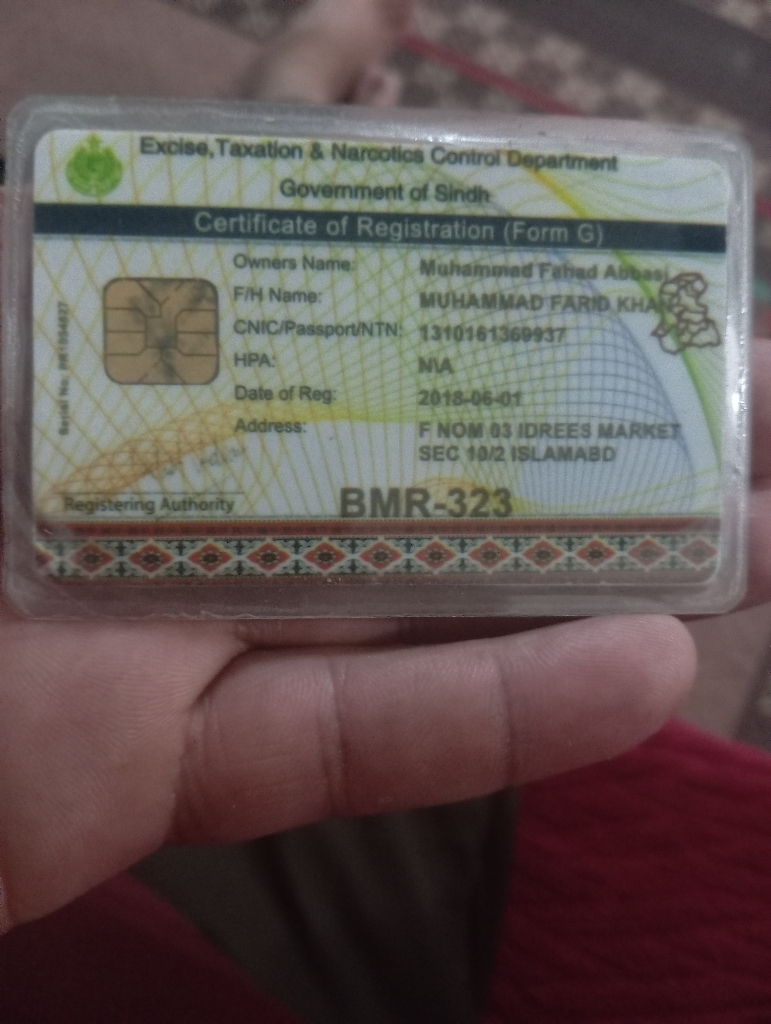 Excise,Taxation & Narcotics Control Department
Government of Sindh
Certificate of Registration (Form G)
Owners Name: Muhammad Fahad Abbasi
F/H Name: MUHAMMAD FARID KHAN
CNIC/Passport/NTN: 1310161369937
HPA: N\A
Date of Reg: 2018-06-01
Address: F NOM 03 IDREES MARKET
SEC 10/2 ISLAMABD
Registering Authority
BMR-323
Serial No: